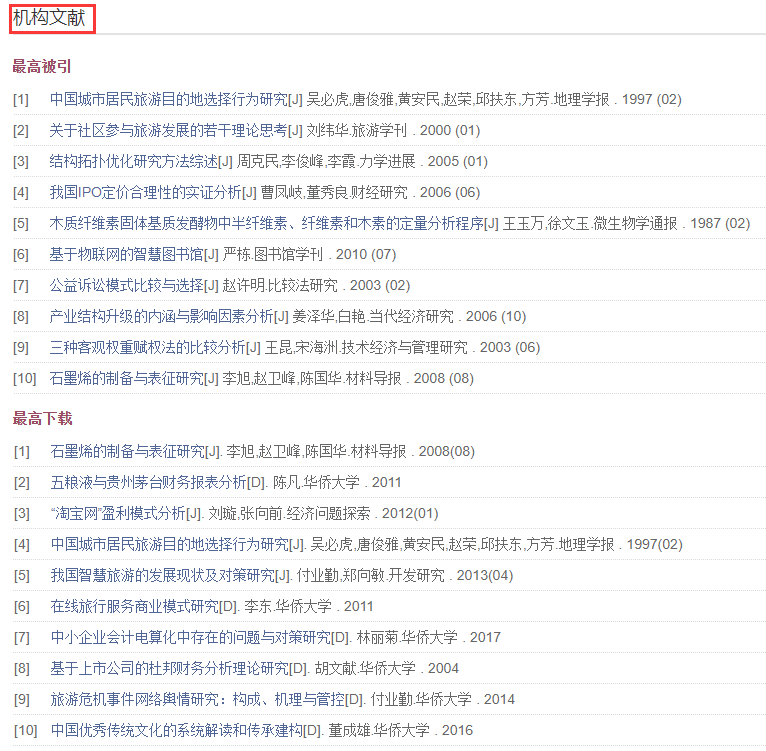 机构文献
最高被引
[1] 中国城市居民旅游目的地选择行为研究[J] 吴必虎,唐俊雅,黄安民,赵荣,邱扶东,方芳.地理学报 . 1997 (02)
[2] 关于社区参与旅游发展的若干理论思考[J] 刘纬华.旅游学刊 . 2000 (01)
[3] 结构拓扑优化研究方法综述[J] 周克民,李俊峰,李霞.力学进展 . 2005 (01)
[4] 我国IPO定价合理性的实证分析[J] 曹凤岐,董秀良.财经研究 . 2006 (06)
[5] 木质纤维素固体基质发酵物中半纤维素、纤维素和木素的定量分析程序[J] 王玉万,徐文玉.微生物学通报 . 1987 (02)
[6] 基于物联网的智慧图书馆[J] 严栋.图书馆学刊 . 2010 (07)
[7] 公益诉讼模式比较与选择[J] 赵许明.比较法研究 . 2003 (02)
[8] 产业结构升级的内涵与影响因素分析[J] 姜泽华,白艳.当代经济研究 . 2006 (10)
[9] 三种客观权重赋权法的比较分析[J] 王昆,宋海洲.技术经济与管理研究 . 2003 (06)
[10] 石墨烯的制备与表征研究[J] 李旭,赵卫峰,陈国华.材料导报 . 2008 (08)
最高下载
[1] 石墨烯的制备与表征研究[J]. 李旭,赵卫峰,陈国华.材料导报 . 2008(08)
[2] 五粮液与贵州茅台财务报表分析[D]. 陈凡.华侨大学 . 2011
[3] “淘宝网”盈利模式分析[J]. 刘璇,张向前.经济问题探索 . 2012(01)
[4] 中国城市居民旅游目的地选择行为研究[J]. 吴必虎,唐俊雅,黄安民,赵荣,邱扶东,方芳.地理学报 . 1997(02)
[5] 我国智慧旅游的发展现状及对策研究[J]. 付业勤,郑向敏.开发研究 . 2013(04)
[6] 在线旅行服务商业模式研究[D]. 李东.华侨大学 . 2011
[7] 中小企业会计电算化中存在的问题与对策研究[D]. 林丽菊.华侨大学 . 2017
[8] 基于上市公司的杜邦财务分析理论研究[D]. 胡文献.华侨大学 . 2004
[9] 旅游危机事件网络舆情研究：构成、机理与管控[D]. 付业勤.华侨大学 . 2014
[10] 中国优秀传统文化的系统解读和传承建构[D]. 董成雄.华侨大学 . 2016